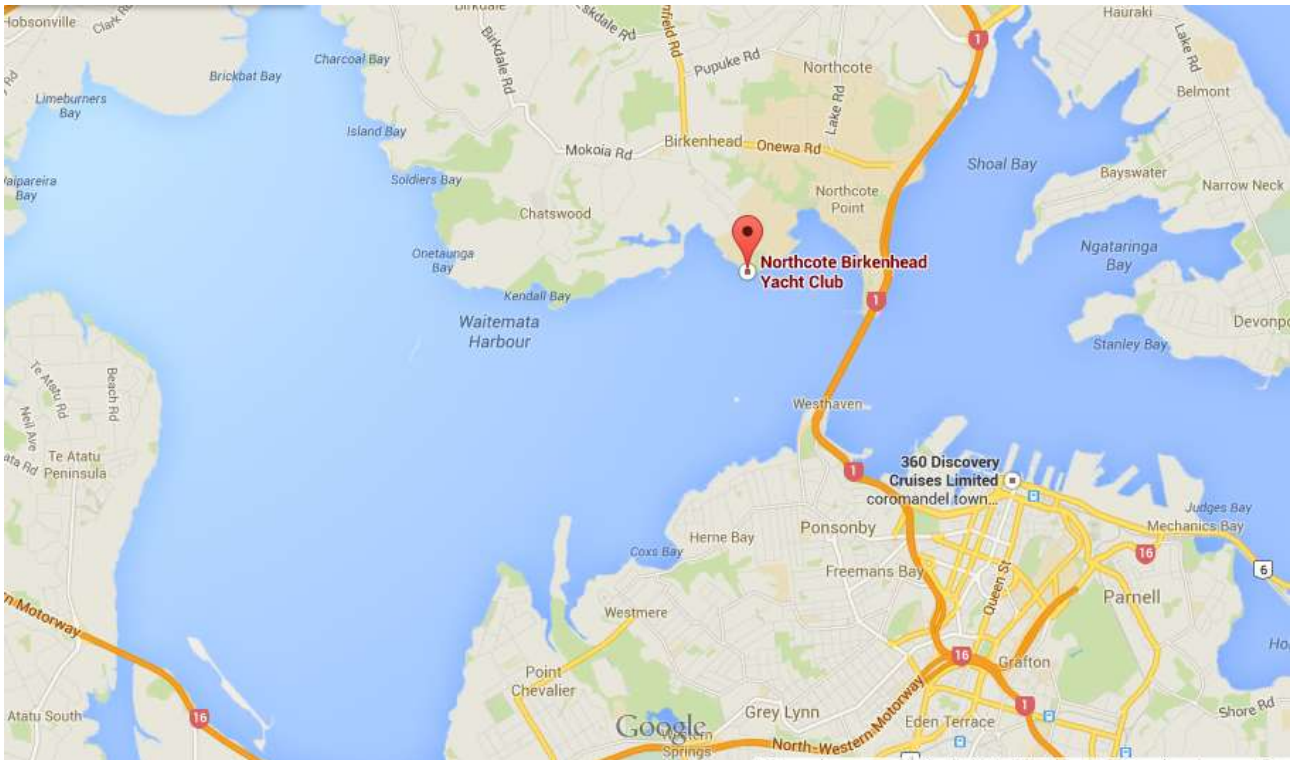 Hobsonville
Clark Rd
Birkdale
Eskdale Rd
Birkdale Rd
Pupuke Rd
Northcote
Lake Rd
1
Hauraki
Lake Rd
Belmont
Charcoal Bay
Brickbat Bay
Limeburners
Bay
Island Bay
Mokoia Rd
Birkenhead
Onewa Rd
Shoal Bay
Bayswater
Narrow Neck
Soldiers Bay
Chatswood
Northcote
Point
Bay
Onetaunga
Bay
Ngataringa
Bay
Northcote Birkenhead
Yacht Club
Kendall Bay
1
Waitemata
Harbour
Stanley Bay
Te Atatu Rd
Beach Rd
Neil Ave
Westhaven
Te Atatu
Peninsula
1
360 Discovery
Cruises Limited
coromandel town...
Judges Bay
Mechanics Bay
Ponsonby
Herne Bay
Coxs Bay
16
6
Freemans Bay
Queen St
Parnell
Westmere
Point
Chevalier
16
Grafton
16
1
Atatu South
Google
Grey Lynn
North-Western Motorway
Eden Terrace
Shore Rd
Springs
Motorway